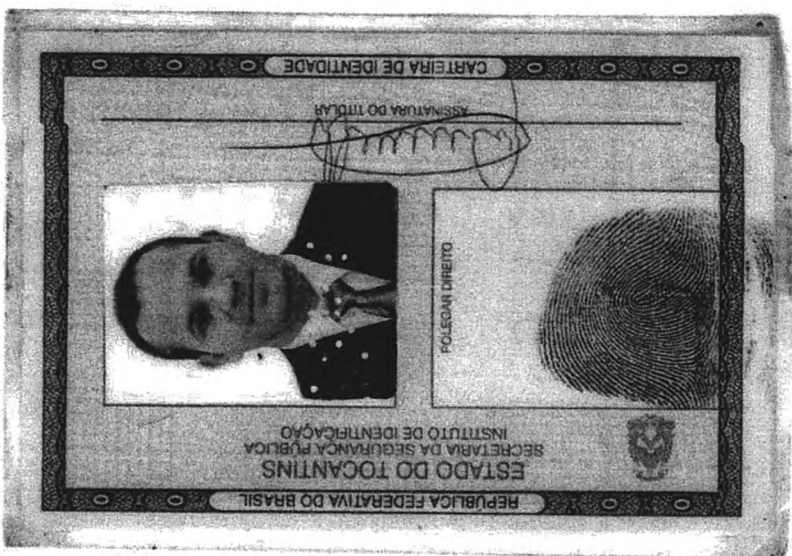 REPÚBLICA FEDERATIVA DO BRASIL
ESTADO DO TOCANTINS
SECRETARIA DA SEGURANÇA PÚBLICA
INSTITUTO DE IDENTIFICAÇÃO
POLEGAR DIREITO
ASSINATURA DO TITULAR
CARTEIRA DE IDENTIDADE